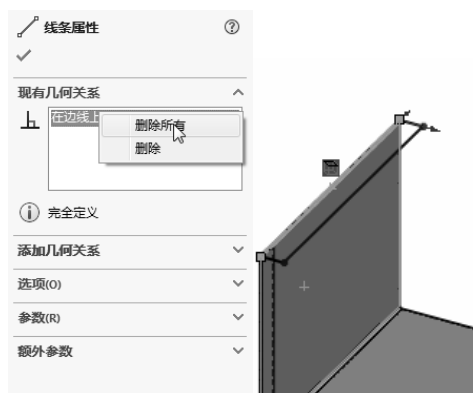 线条属性
现有几何关系
在边线上
删除所有
删除
完全定义
添加几何关系
选项(O)
参数(R)
额外参数